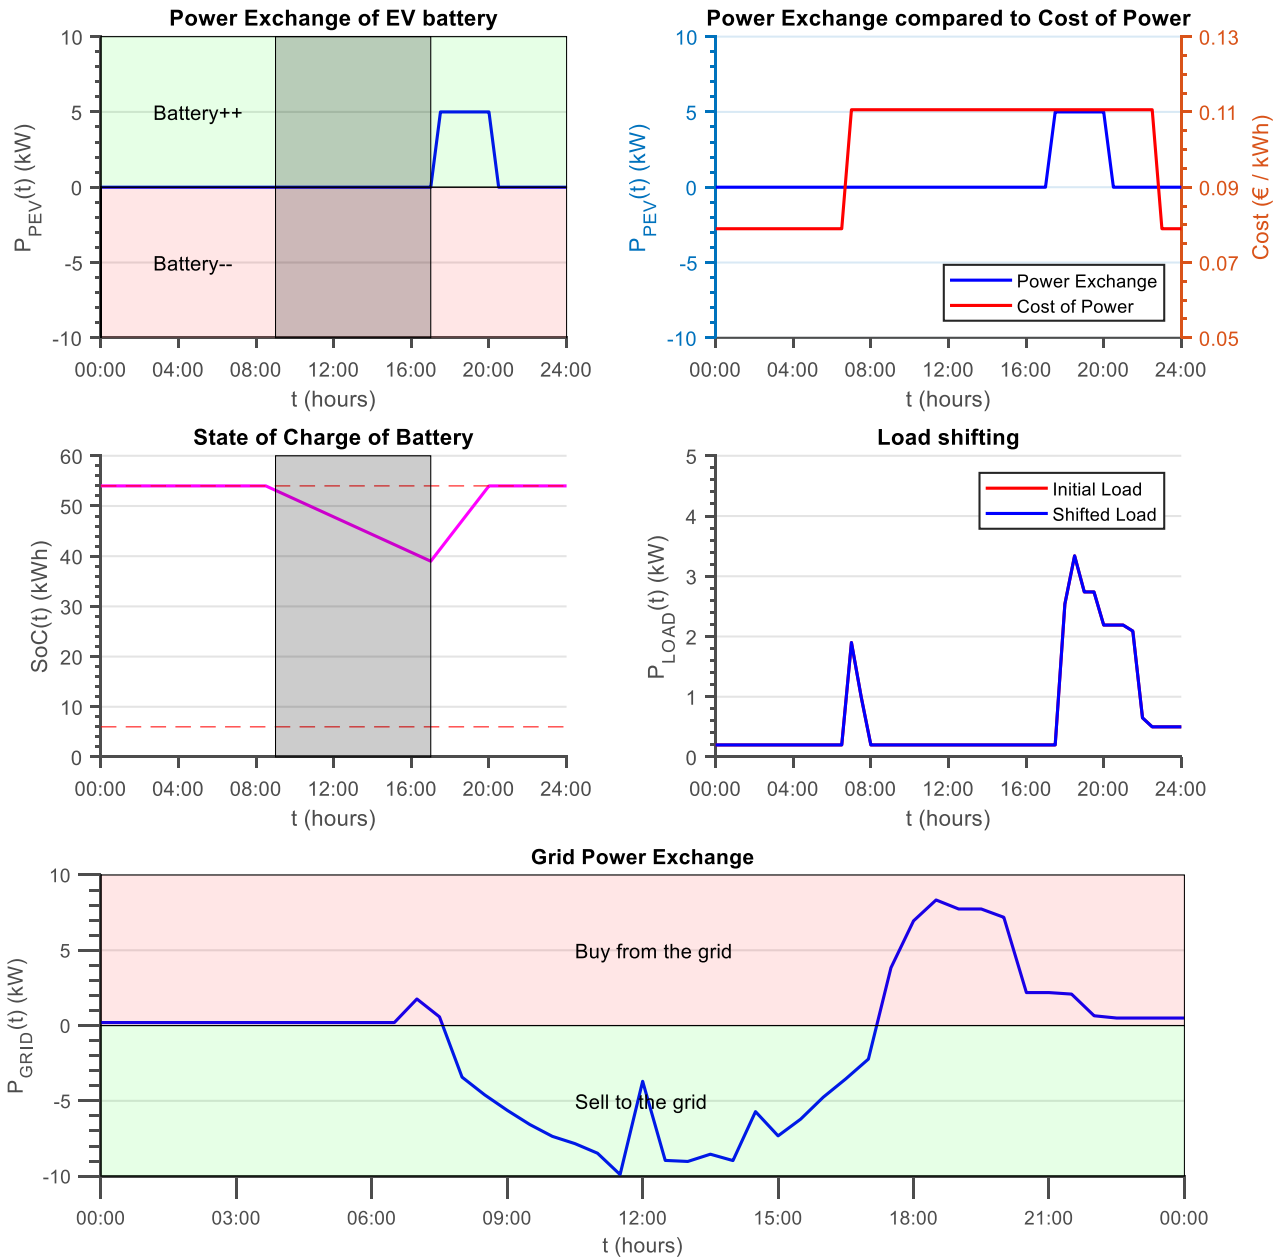 Power Exchange of EV battery
10
5
0
-5
-10
P_PEV(t) (kW)
Battery++
Battery--
00:00 04:00 08:00 12:00 16:00 20:00 24:00
t (hours)
Power Exchange compared to Cost of Power
10
5
0
-5
-10
P_PEV(t) (kW)
0.13
0.11
0.09
0.07
0.05
Cost (€ / kWh)
Power Exchange
Cost of Power
00:00 04:00 08:00 12:00 16:00 20:00 24:00
t (hours)
State of Charge of Battery
60
50
40
30
20
10
0
SoC(t) (kWh)
00:00 04:00 08:00 12:00 16:00 20:00 24:00
t (hours)
Load shifting
5
4
3
2
1
0
P_LOAD(t) (kW)
Initial Load
Shifted Load
00:00 04:00 08:00 12:00 16:00 20:00 24:00
t (hours)
Grid Power Exchange
10
5
0
-5
-10
P_GRID(t) (kW)
Buy from the grid
Sell to the grid
00:00 03:00 06:00 09:00 12:00 15:00 18:00 21:00 00:00
t (hours)